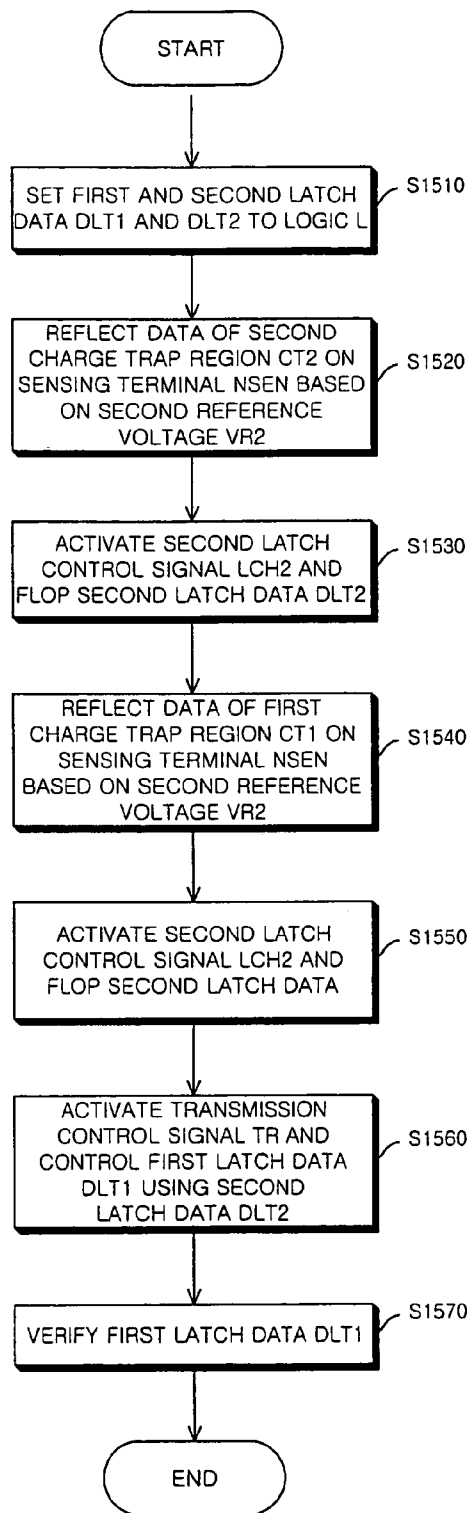 START
SET FIRST AND SECOND LATCH
DATA DLT1 AND DLT2 TO LOGIC L
S1510
REFLECT DATA OF SECOND
CHARGE TRAP REGION CT2 ON
SENSING TERMINAL NSEN BASED
ON SECOND REFERENCE
VOLTAGE VR2
S1520
ACTIVATE SECOND LATCH
CONTROL SIGNAL LCH2 AND
FLOP SECOND LATCH DATA DLT2
S1530
REFLECT DATA OF FIRST
CHARGE TRAP REGION CT1 ON
SENSING TERMINAL NSEN
BASED ON SECOND REFERENCE
VOLTAGE VR2
S1540
ACTIVATE SECOND LATCH
CONTROL SIGNAL LCH2 AND
FLOP SECOND LATCH DATA
S1550
ACTIVATE TRANSMISSION
CONTROL SIGNAL TR AND
CONTROL FIRST LATCH DATA
DLT1 USING SECOND
LATCH DATA DLT2
S1560
VERIFY FIRST LATCH DATA DLT1
S1570
END